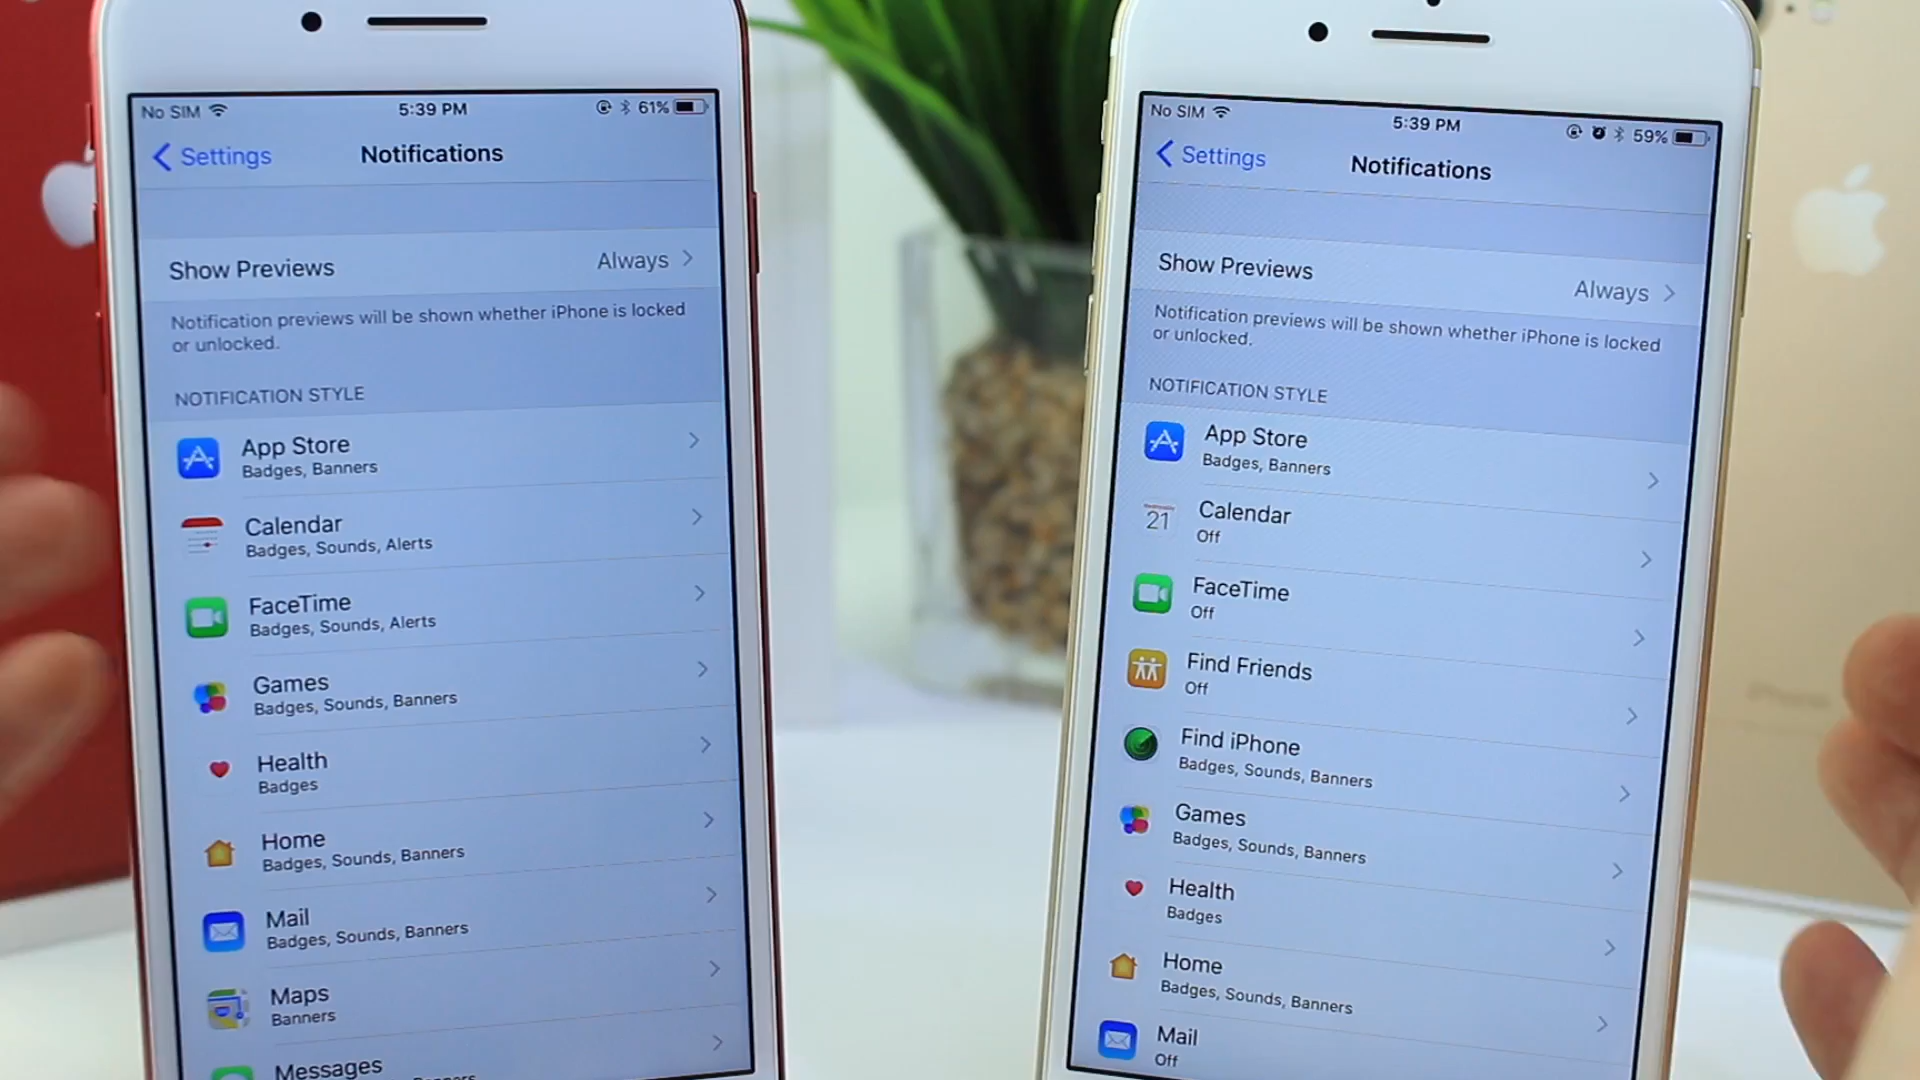 No SIM 5:39 PM 61%
Settings Notifications
Show Previews Always
Notification previews will be shown whether iPhone is locked
or unlocked.
NOTIFICATION STYLE
App Store
Badges, Banners
Calendar
Badges, Sounds, Alerts
FaceTime
Badges, Sounds, Alerts
Games
Badges, Sounds, Banners
Health
Badges
Home
Badges, Sounds, Banners
Mail
Badges, Sounds, Banners
Maps
Banners
Messages
No SIM 5:39 PM 59%
Settings Notifications
Show Previews Always
Notification previews will be shown whether iPhone is locked
or unlocked.
NOTIFICATION STYLE
App Store
Badges, Banners
21
Calendar
Off
FaceTime
Off
Find Friends
Off
Find iPhone
Badges, Sounds, Banners
Games
Badges, Sounds, Banners
Health
Badges
Home
Badges, Sounds, Banners
Mail
Off